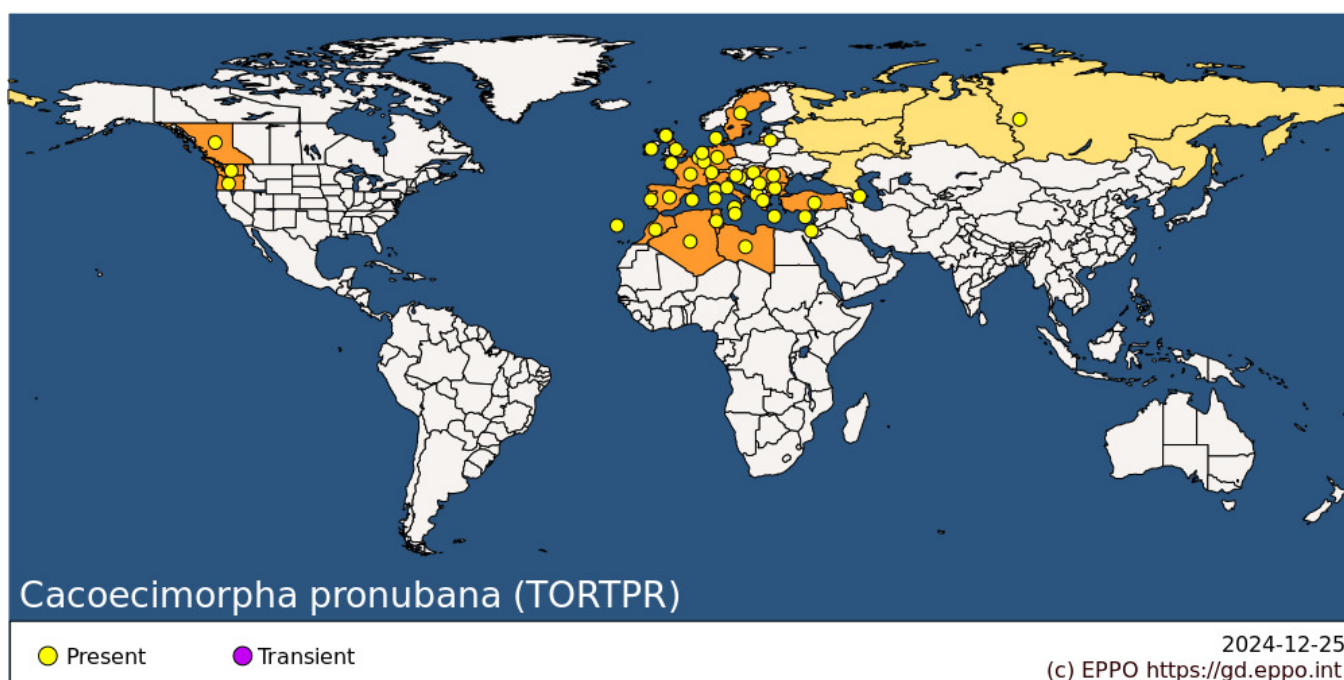 Cacoecimorpha pronubana (TORTPR)
Present
Transient
2024-12-25
(c) EPPO https://gd.eppo.int